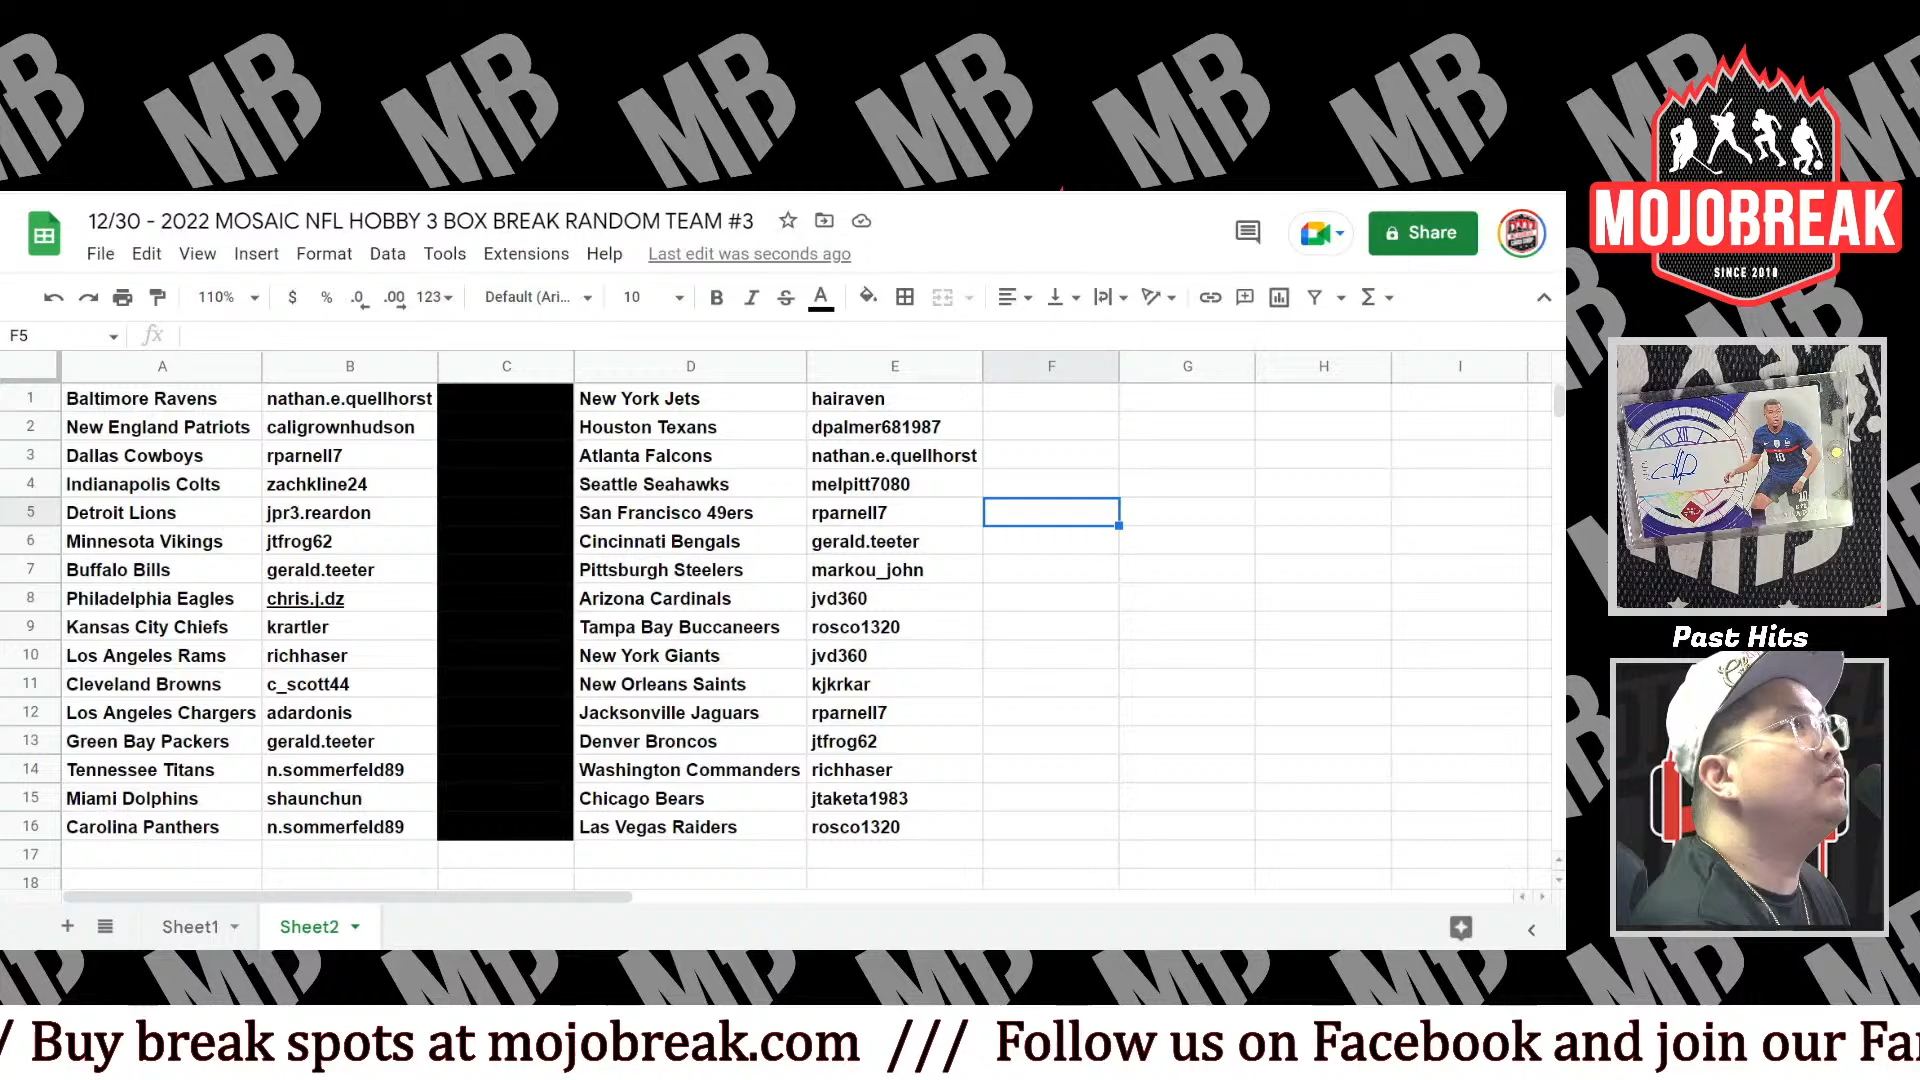 MB MB MB MB MB MB MB
MOJOBREAK
SINCE 2018
12/30 - 2022 MOSAIC NFL HOBBY 3 BOX BREAK RANDOM TEAM #3
Share
File Edit View Insert Format Data Tools Extensions Help Last edit was seconds ago
110% $ % .0 .00 123 Default (Ari... 10 B I S A Σ
F5 fx
A B C D E F G H I
1 Baltimore Ravens nathan.e.quellhorst New York Jets hairaven
2 New England Patriots caligrownhudson Houston Texans dpalmer681987
3 Dallas Cowboys rparnell7 Atlanta Falcons nathan.e.quellhorst
4 Indianapolis Colts zachkline24 Seattle Seahawks melpitt7080
5 Detroit Lions jpr3.reardon San Francisco 49ers rparnell7
6 Minnesota Vikings jtfrog62 Cincinnati Bengals gerald.teeter
7 Buffalo Bills gerald.teeter Pittsburgh Steelers markou_john
8 Philadelphia Eagles chris.j.dz Arizona Cardinals jvd360
9 Kansas City Chiefs krartler Tampa Bay Buccaneers rosco1320
10 Los Angeles Rams richhaser New York Giants jvd360
11 Cleveland Browns c_scott44 New Orleans Saints kjkrkar
12 Los Angeles Chargers adardonis Jacksonville Jaguars rparnell7
13 Green Bay Packers gerald.teeter Denver Broncos jtfrog62
14 Tennessee Titans n.sommerfeld89 Washington Commanders richhaser
15 Miami Dolphins shaunchun Chicago Bears jtaketa1983
16 Carolina Panthers n.sommerfeld89 Las Vegas Raiders rosco1320
17
18
Sheet1 Sheet2
Past Hits
/ Buy break spots at mojobreak.com /// Follow us on Facebook and join our Fa